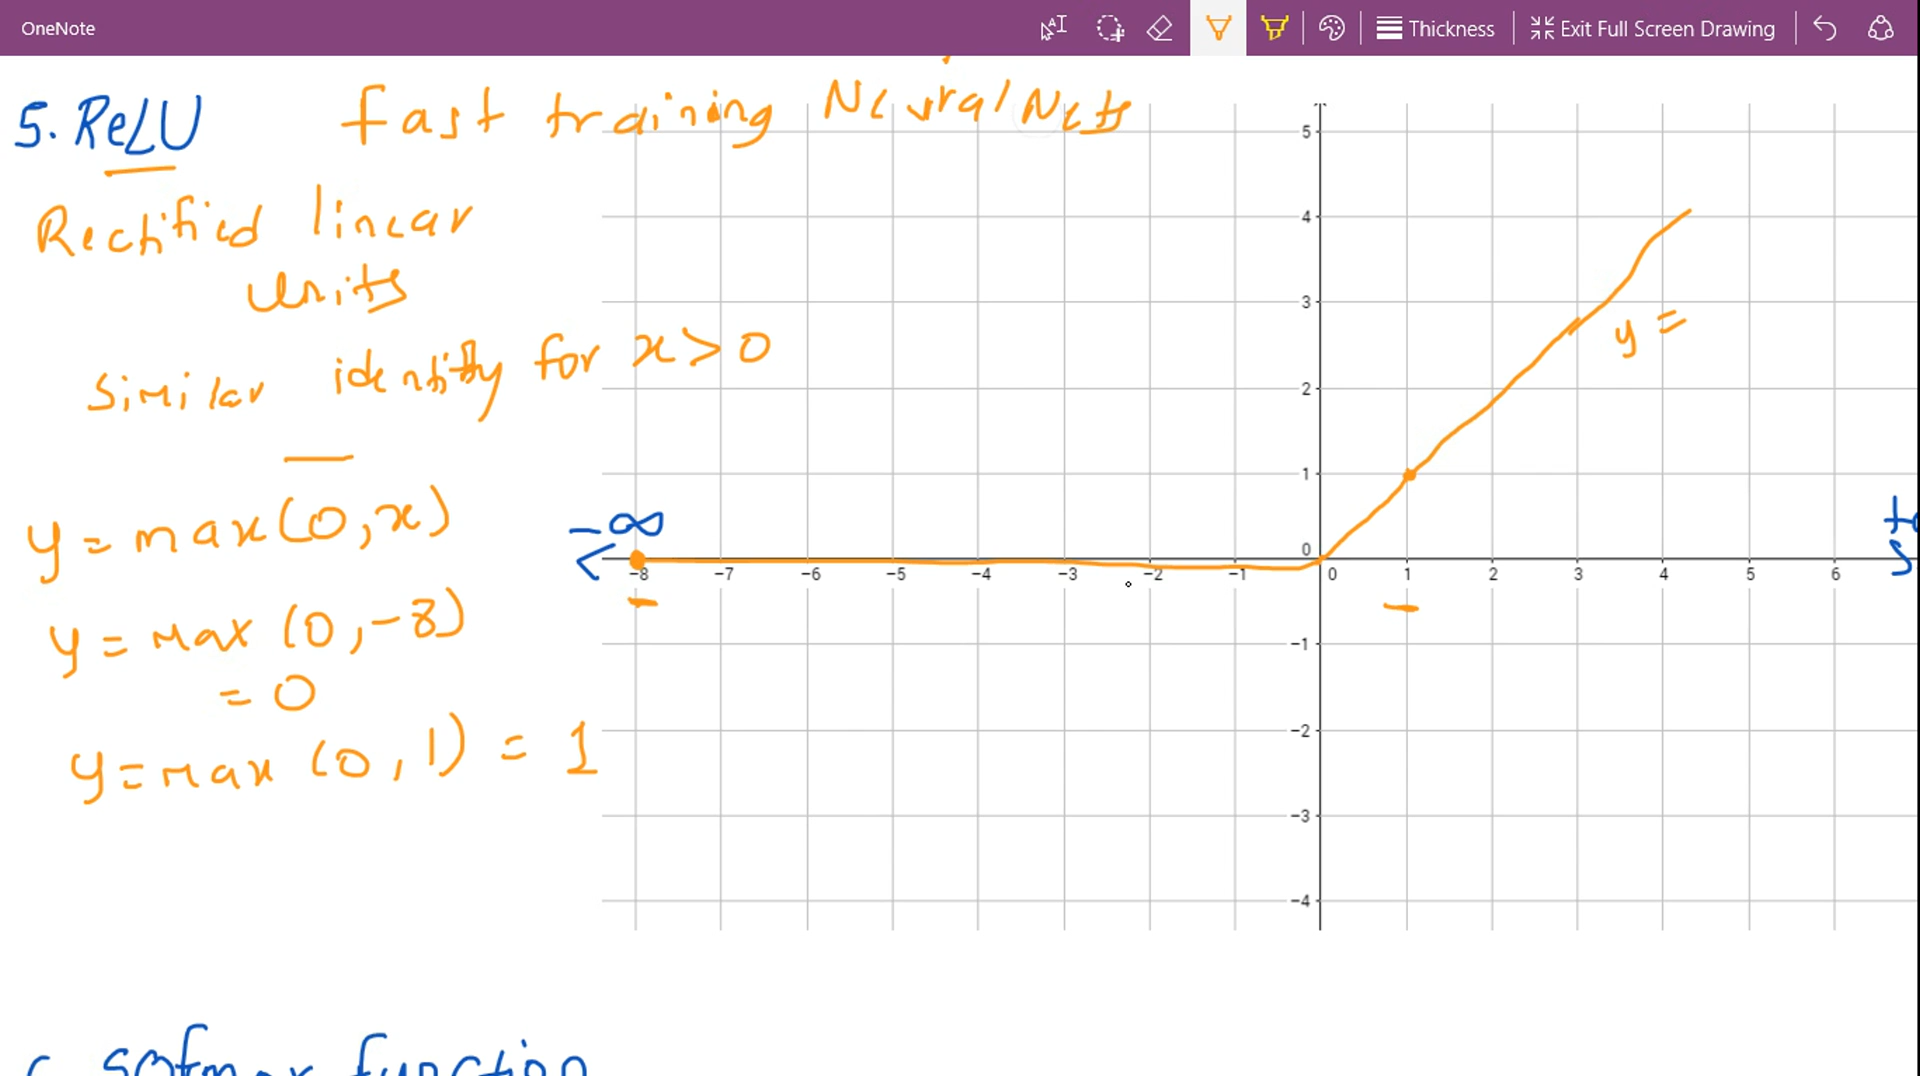 OneNote
Thickness
Exit Full Screen Drawing
5. ReLU
fast training Neural Nets
Rectified linear
units
Similar identity for x > 0
y = max(0, x)
y = Max (0, -8)
= 0
y = max (0, 1) = 1
5
4
3
2
1
0
-1
-2
-3
-4
-8 -7 -6 -5 -4 -3 -2 -1 0 1 2 3 4 5 6
-∞
y =
softmax function